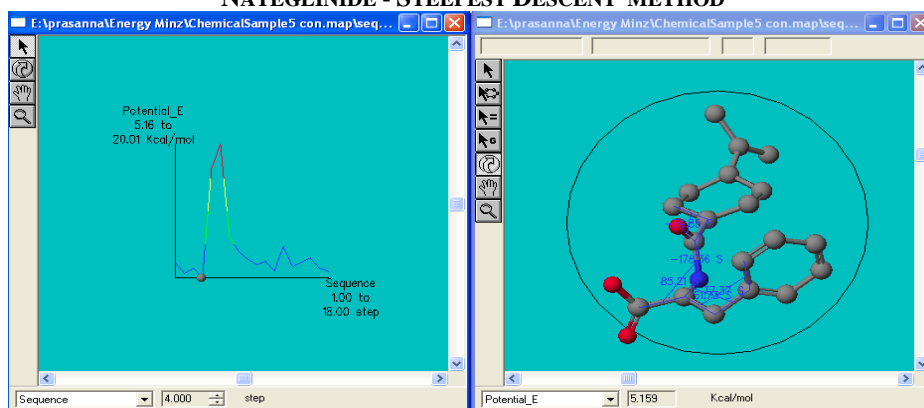 NATEGLINIDE - STEEPEST DESCENT METHOD
E:\prasanna\Energy Minz\ChemicalSample5 con.map\seq...
Potential_E
5.16 to
20.01 Kcal/mol
Sequence
1.00 to
18.00 step
Sequence
4.000
step
E:\prasanna\Energy Minz\ChemicalSample5 con.map\seq...
G
-178.36 S
85.21
Potential_E
5.159
Kcal/mol